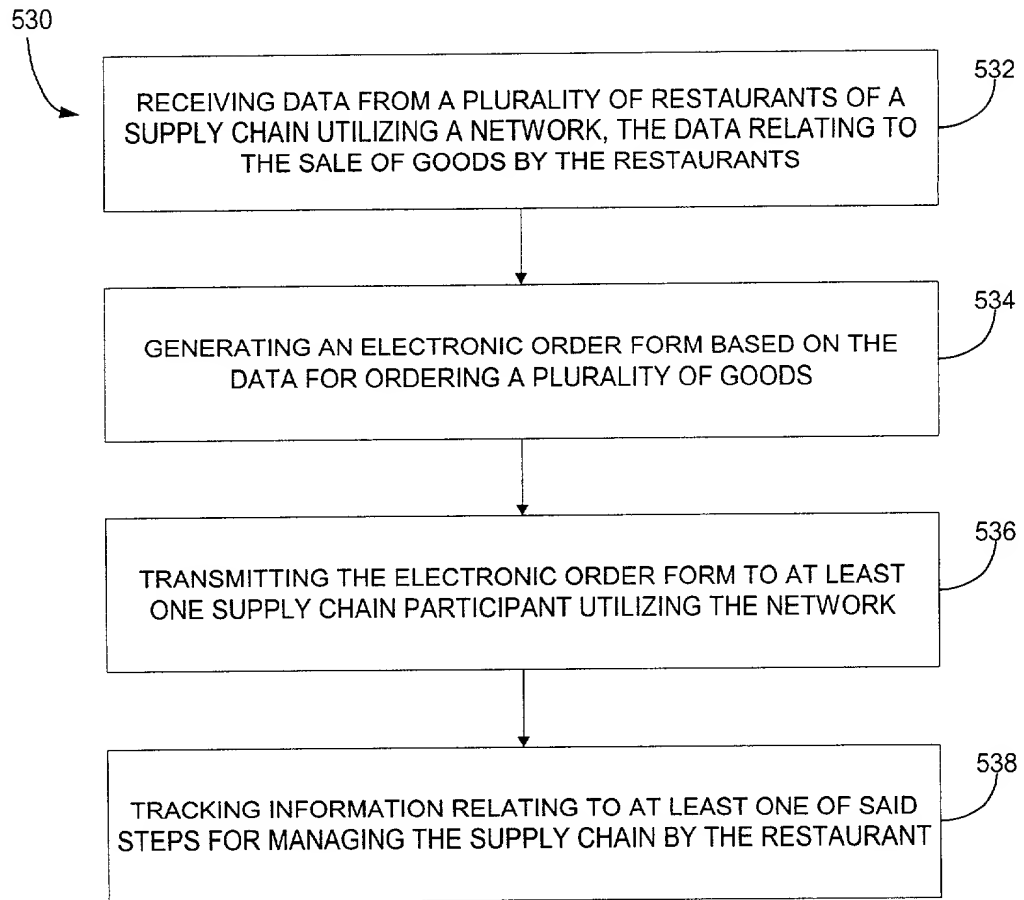 530
532
RECEIVING DATA FROM A PLURALITY OF RESTAURANTS OF A
SUPPLY CHAIN UTILIZING A NETWORK, THE DATA RELATING TO
THE SALE OF GOODS BY THE RESTAURANTS
534
GENERATING AN ELECTRONIC ORDER FORM BASED ON THE
DATA FOR ORDERING A PLURALITY OF GOODS
536
TRANSMITTING THE ELECTRONIC ORDER FORM TO AT LEAST
ONE SUPPLY CHAIN PARTICIPANT UTILIZING THE NETWORK
538
TRACKING INFORMATION RELATING TO AT LEAST ONE OF SAID
STEPS FOR MANAGING THE SUPPLY CHAIN BY THE RESTAURANT